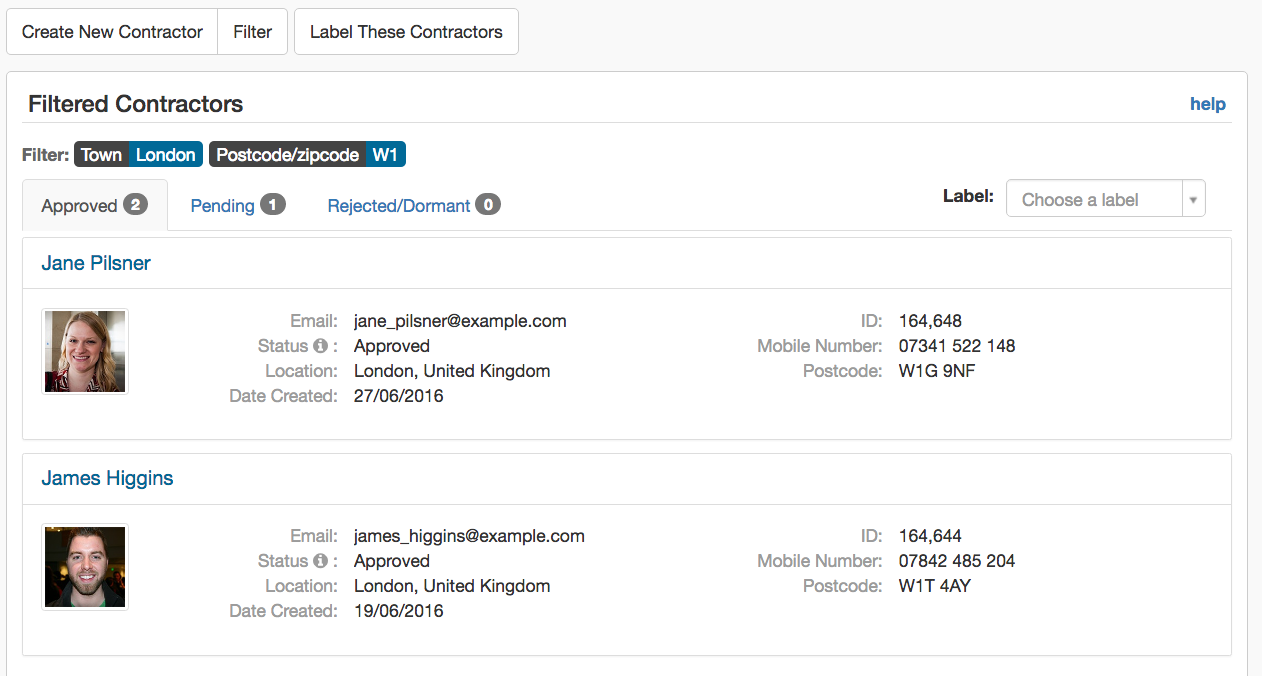 Create New Contractor Filter Label These Contractors
Filtered Contractors help
Filter: Town London Postcode/zipcode W1
Approved 2 Pending 1 Rejected/Dormant 0 Label: Choose a label
Jane Pilsner
Email: jane_pilsner@example.com ID: 164,648
Status i : Approved Mobile Number: 07341 522 148
Location: London, United Kingdom Postcode: W1G 9NF
Date Created: 27/06/2016
James Higgins
Email: james_higgins@example.com ID: 164,644
Status i : Approved Mobile Number: 07842 485 204
Location: London, United Kingdom Postcode: W1T 4AY
Date Created: 19/06/2016